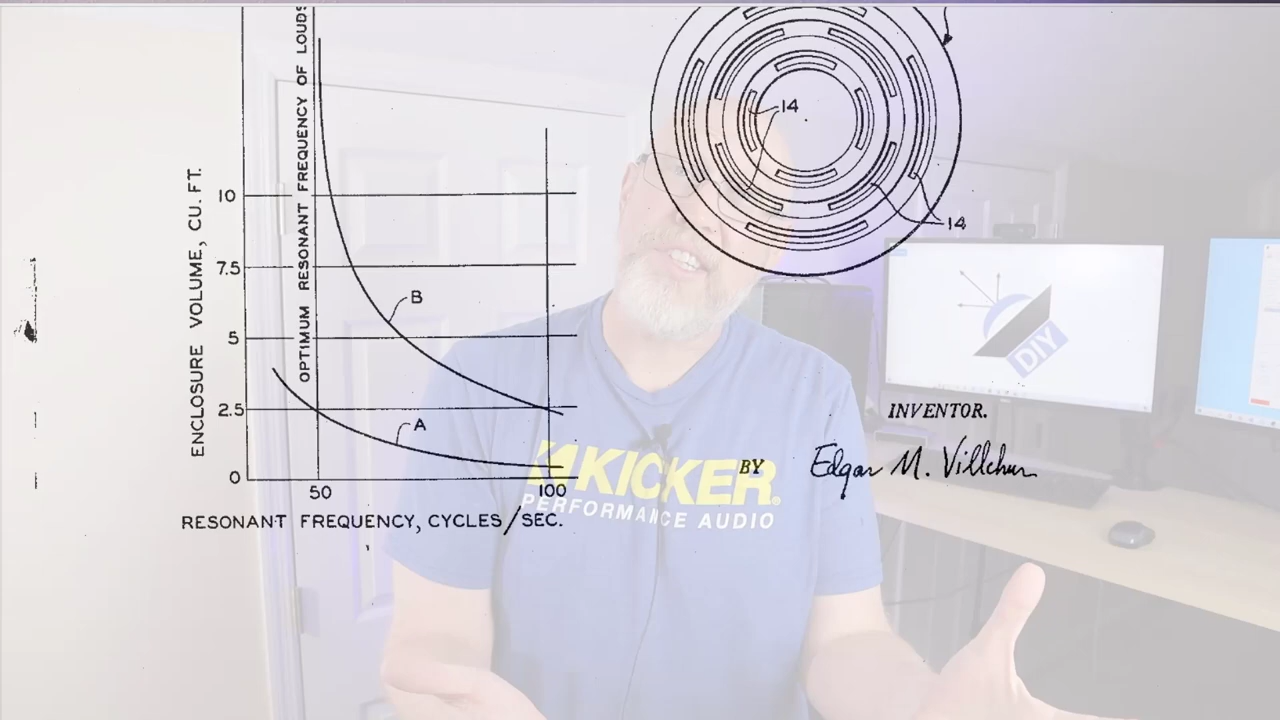 OPTIMUM RESONANT FREQUENCY OF
ENCLOSURE VOLUME, CU. FT.
10
7.5
5
2.5
0
B
A
50
100
RESONANT FREQUENCY, CYCLES/SEC.
14
14
DIY
INVENTOR.
BY Edgar M. Villchur
KICKER
PERFORMANCE AUDIO